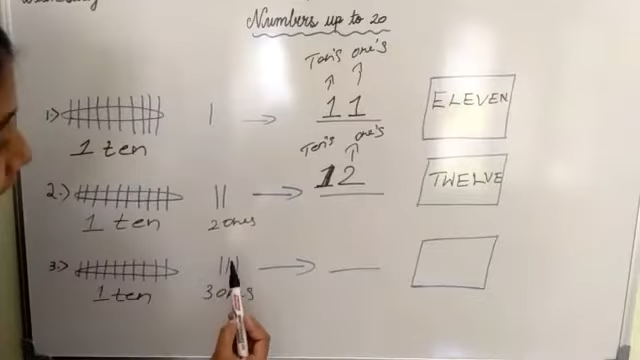 Wednesday
Numbers up to 20
Ten's one's
1.) 11 ELEVEN
1 ten
Ten's one's
2.) 12 TWELVE
1 ten 2 ones
3.)
1 ten 3 ones